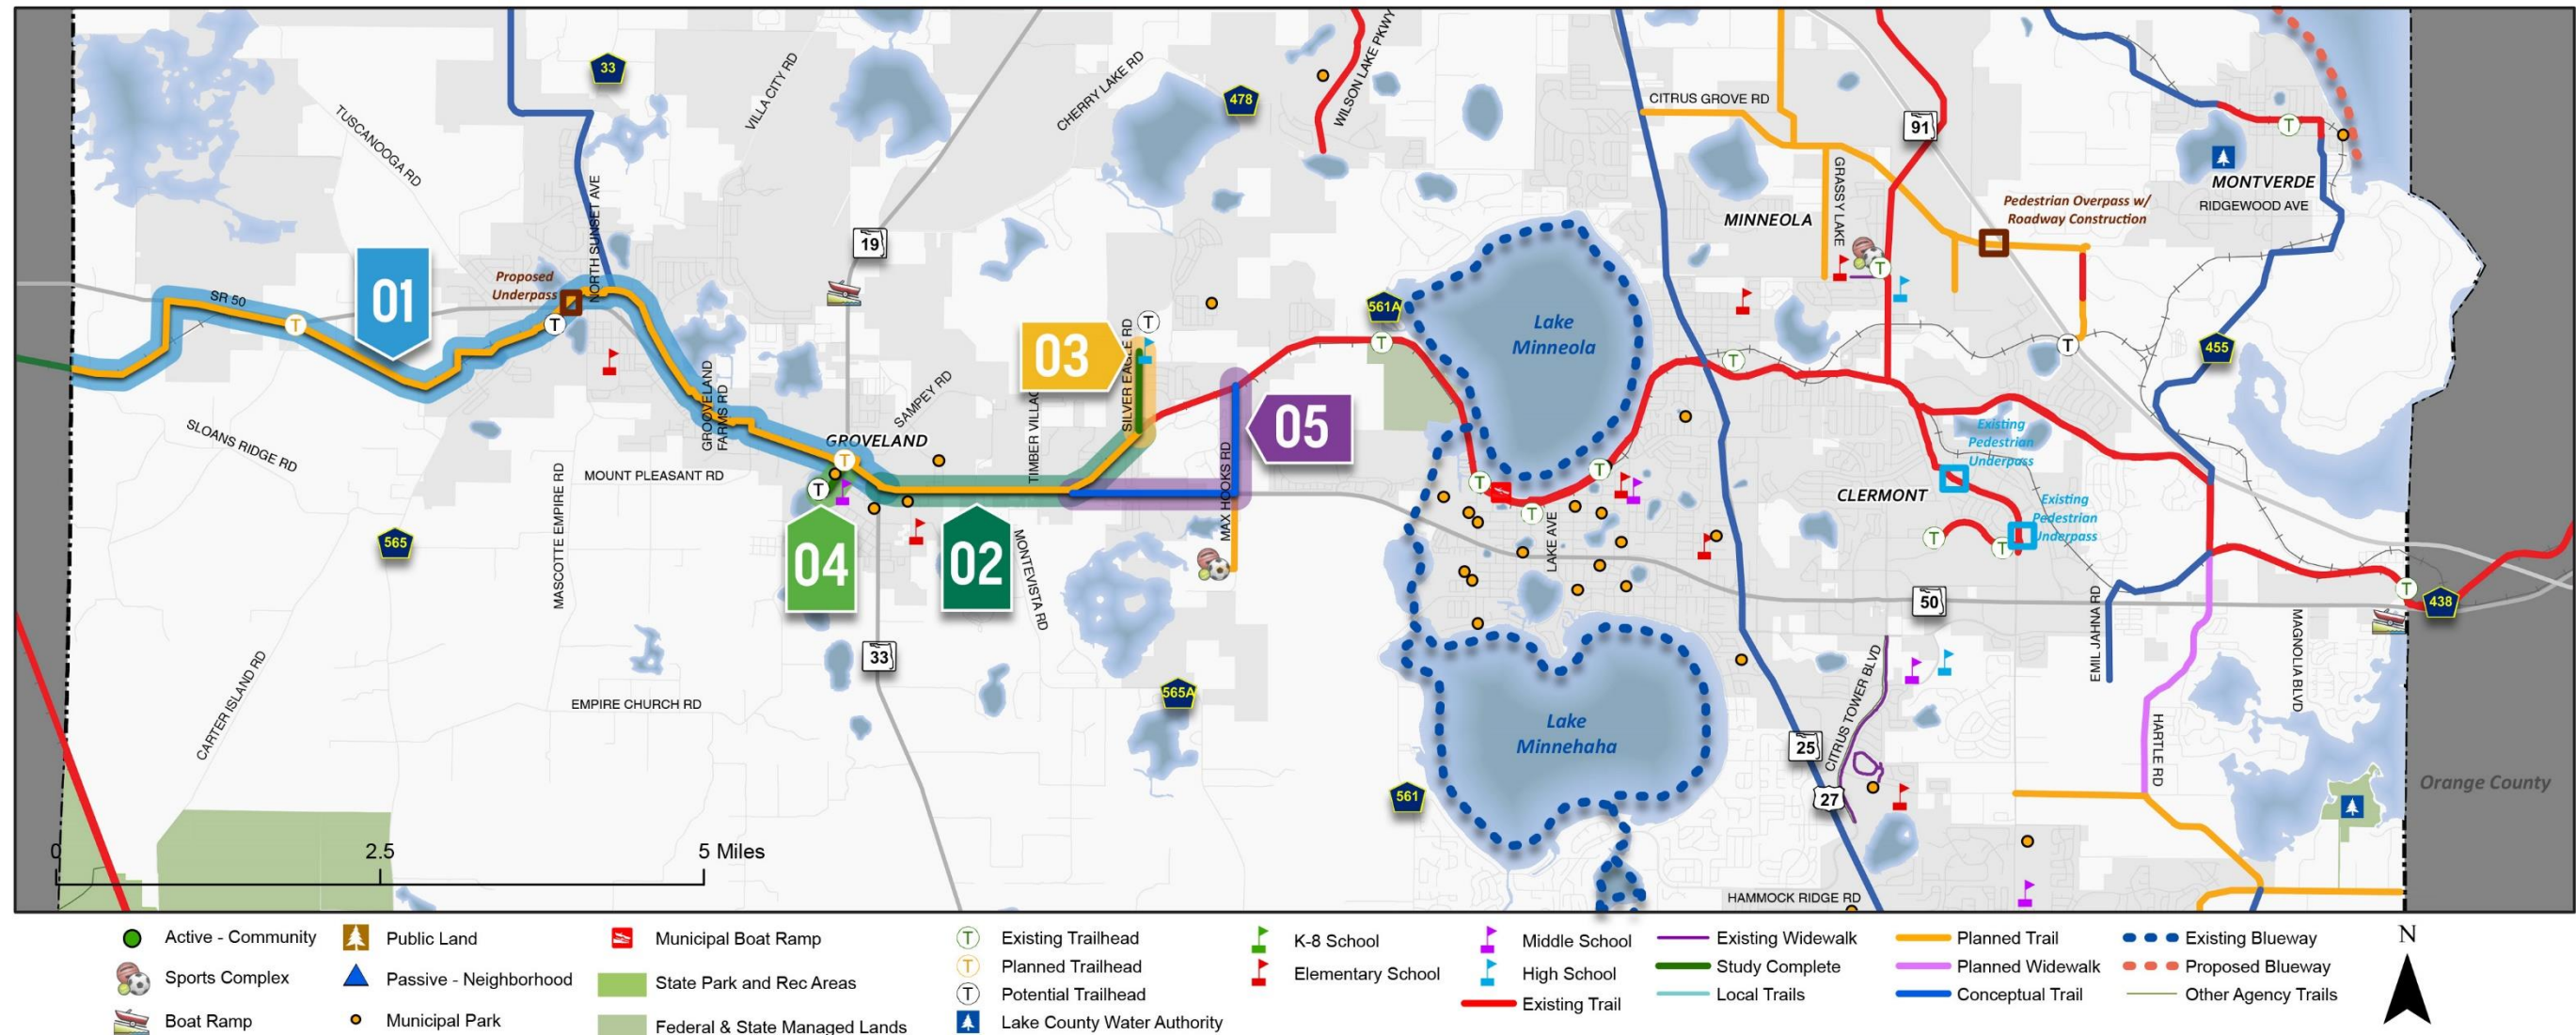 33
VILLA CITY RD
CHERRY LAKE RD
478
WILSON LAKE PKWY
CITRUS GROVE RD
91
TUSCANOOGA RD
GRASSY LAKE
MONTVERDE
RIDGEWOOD AVE
MINNEOLA
Pedestrian Overpass w/
Roadway Construction
NORTH SUNSET AVE
19
01
SR 50
Proposed
Underpass
T
T
T
03
SILVER EAGLE RD
561A
T
Lake
Minneola
T
T
T
T
455
GROVELAND
FARMS RD
SAMPEY RD
TIMBER VILLAG
05
MAX HOOKS RD
SLOANS RIDGE RD
MASCOTTE EMPIRE RD
MOUNT PLEASANT RD
GROVELAND
T
T
T
T
T
Existing
Pedestrian
Underpass
CLERMONT
Existing
Pedestrian
Underpass
T
T
565
04
02
MONTEVISTA RD
LAKE AVE
50
EMIL JAHNA RD
T
438
MAGNOLIA BLVD
33
CARTER ISLAND RD
EMPIRE CHURCH RD
565A
Lake
Minnehaha
561
25
27
CITRUS TOWER BLVD
HARTLE RD
Orange County
HAMMOCK RIDGE RD
0 2.5 5 Miles
Active - Community
Sports Complex
Boat Ramp
Public Land
Passive - Neighborhood
Municipal Park
Municipal Boat Ramp
State Park and Rec Areas
Federal & State Managed Lands
T Existing Trailhead
T Planned Trailhead
T Potential Trailhead
Lake County Water Authority
K-8 School
Elementary School
Middle School
High School
Existing Trail
Existing Widewalk
Study Complete
Local Trails
Planned Trail
Planned Widewalk
Conceptual Trail
Existing Blueway
Proposed Blueway
Other Agency Trails
N